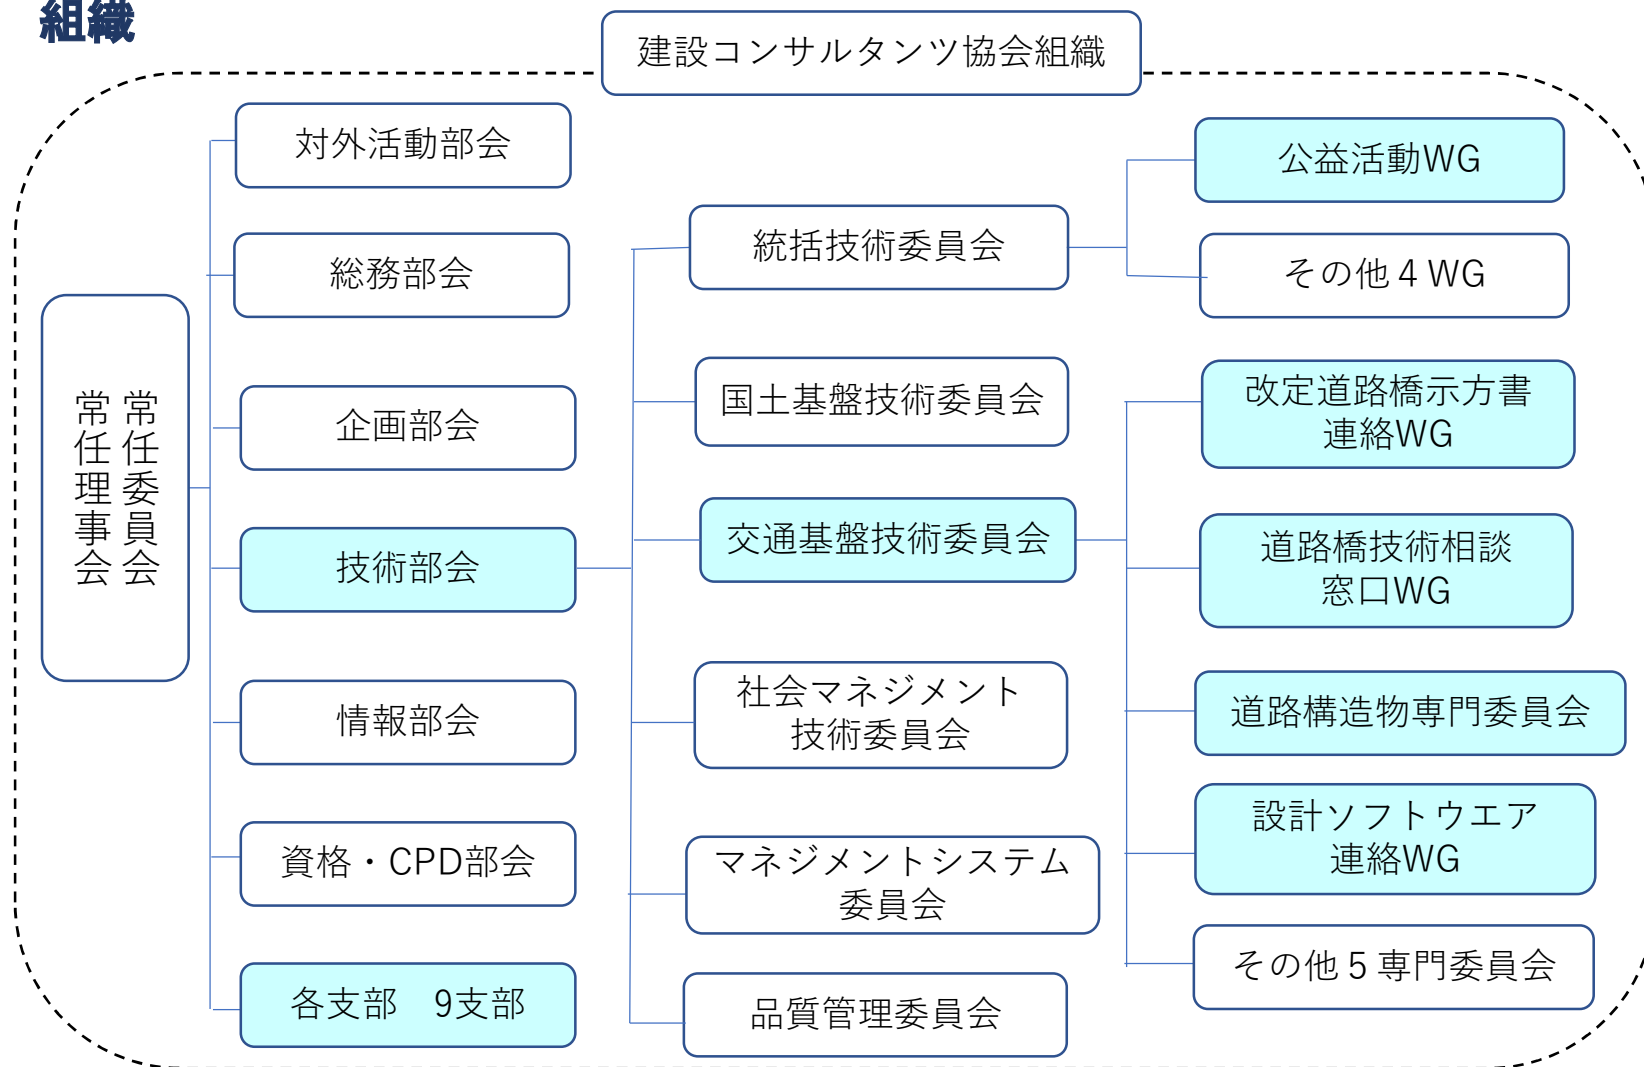 組織
建設コンサルタンツ協会組織
常任委員会
常任理事会
対外活動部会
総務部会
企画部会
技術部会
情報部会
資格・CPD部会
各支部　9支部
統括技術委員会
国土基盤技術委員会
交通基盤技術委員会
社会マネジメント
技術委員会
マネジメントシステム
委員会
品質管理委員会
公益活動WG
その他４WG
改定道路橋示方書
連絡WG
道路橋技術相談
窓口WG
道路構造物専門委員会
設計ソフトウエア
連絡WG
その他５専門委員会